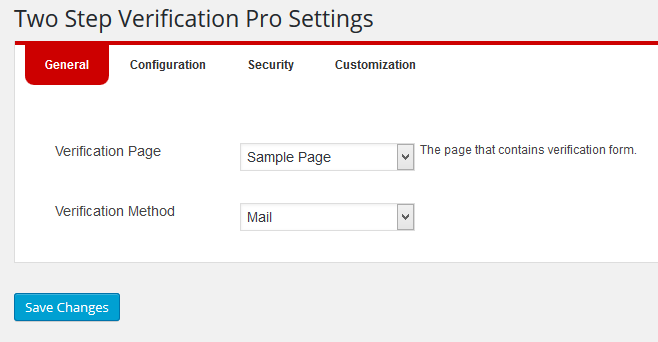 Two Step Verification Pro Settings
General Configuration Security Customization
Verification Page Sample Page The page that contains verification form.
Verification Method Mail
Save Changes